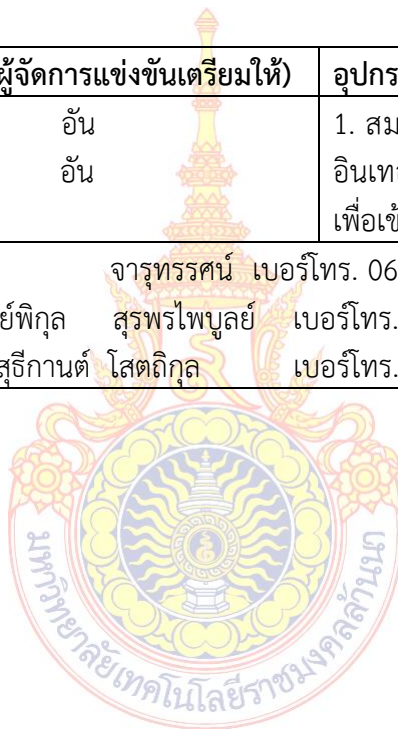 ผู้จัดการแข่งขันเตรียมให้) อุปกร
อัน 1. สม
อัน
เพื่อเข้
จารุทรรศน์ เบอร์โทร. 06
ย์พิกุล สุรพรไพบูลย์ เบอร์โทร.
สุธีกานต์ โสตถิกุล เบอร์โทร.
มหาวิทยาลัยเทคโนโลยีราชมงคลล้านนา